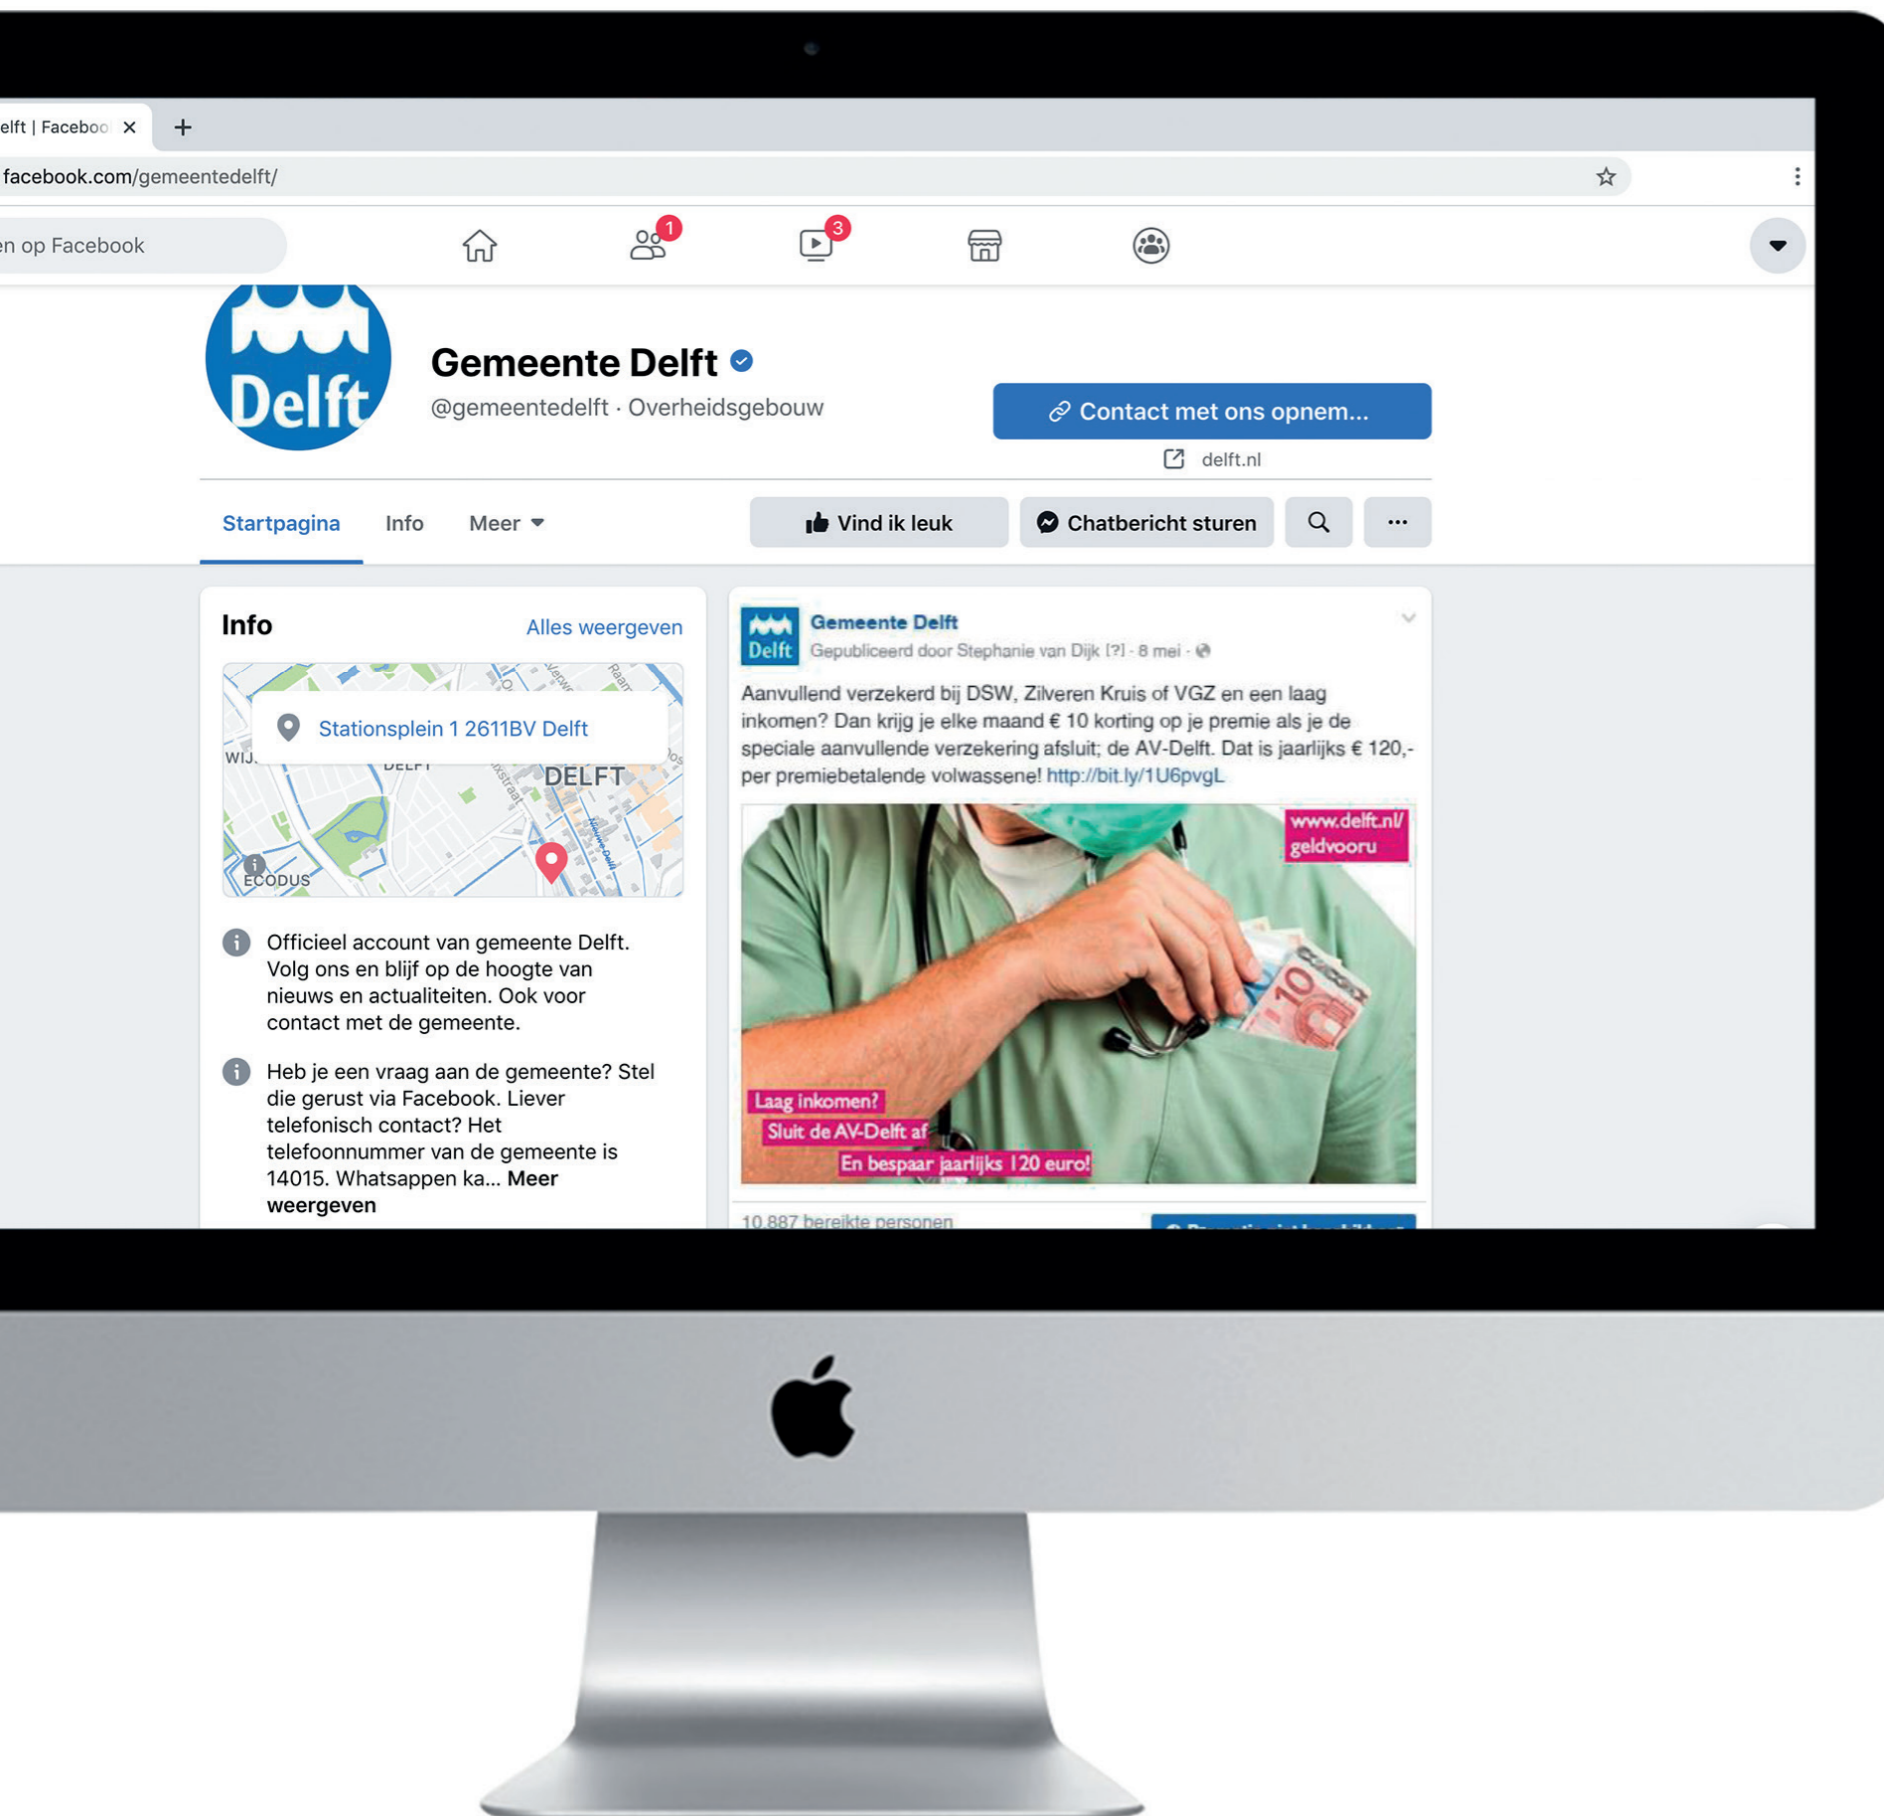 elft | Faceboo
facebook.com/gemeentedelft/
en op Facebook
1
3
Delft
Gemeente Delft
@gemeentedelft · Overheidsgebouw
Contact met ons opnem...
delft.nl
Startpagina
Info
Meer
Vind ik leuk
Chatbericht sturen
...
Info
Alles weergeven
Stationsplein 1 2611BV Delft
WIJ.
DELFT
DELFT
Nieuwe Delft
ECODUS
Officieel account van gemeente Delft.
Volg ons en blijf op de hoogte van
nieuws en actualiteiten. Ook voor
contact met de gemeente.
Heb je een vraag aan de gemeente? Stel
die gerust via Facebook. Liever
telefonisch contact? Het
telefoonnummer van de gemeente is
14015. Whatsappen ka... Meer
weergeven
Delft
Gemeente Delft
Gepubliceerd door Stephanie van Dijk [?] · 8 mei ·
Aanvullend verzekerd bij DSW, Zilveren Kruis of VGZ en een laag
inkomen? Dan krijg je elke maand € 10 korting op je premie als je de
speciale aanvullende verzekering afsluit; de AV-Delft. Dat is jaarlijks € 120,-
per premiebetalende volwassene! http://bit.ly/1U6pvgL
www.delft.nl/
geldvooru
10
Laag inkomen?
Sluit de AV-Delft af
En bespaar jaarlijks 120 euro!
10.887 bereikte personen